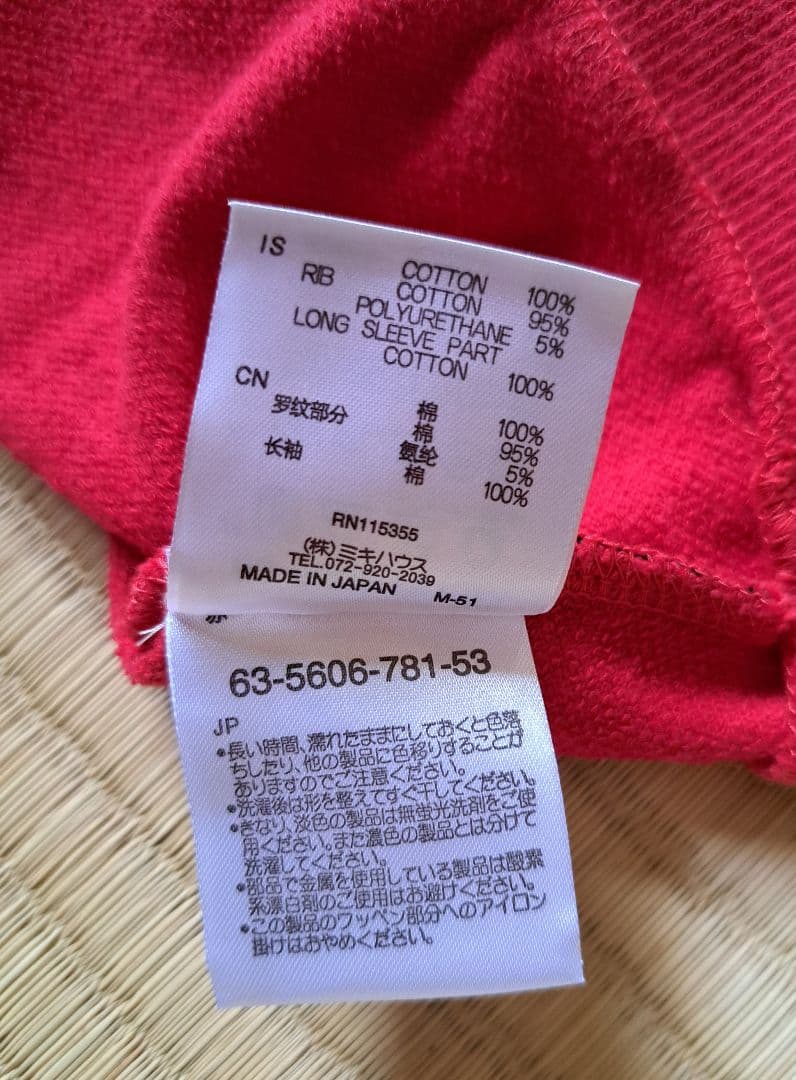 IS COTTON 100%
RIB COTTON 95%
POLYURETHANE 5%
LONG SLEEVE PART
COTTON 100%
CN
棉 100%
罗纹部分 棉 95%
氨纶 5%
长袖 棉 100%
RN115355
(株)ミキハウス
TEL.072-920-2039
MADE IN JAPAN M-51
63-5606-781-53
JP
•長い時間、濡れたままにしておくと色落
ちしたり、他の製品に色移りすることが
ありますのでご注意ください。
•洗濯後は形を整えてすぐ干してください。
•きなり、淡色の製品は無蛍光洗剤をご使
用ください。また濃色の製品とは分けて
洗濯してください。
•部品で金属を使用している製品は酸素
系漂白剤のご使用はお避けください。
•この製品のワッペン部分へのアイロン
掛けはおやめください。